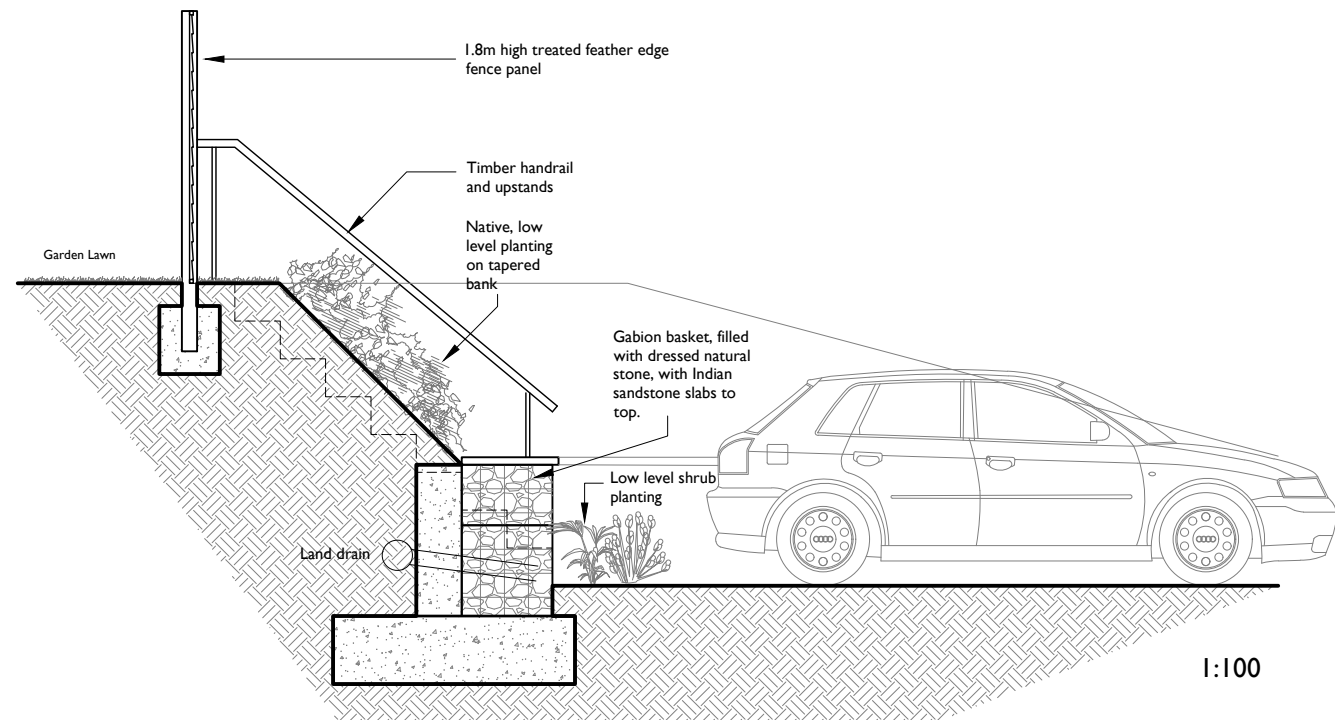 1.8m high treated feather edge
fence panel
Timber handrail
and upstands
Native, low
level planting
on tapered
bank
Garden Lawn
Gabion basket, filled
with dressed natural
stone, with Indian
sandstone slabs to
top.
Low level shrub
planting
Land drain
1:100